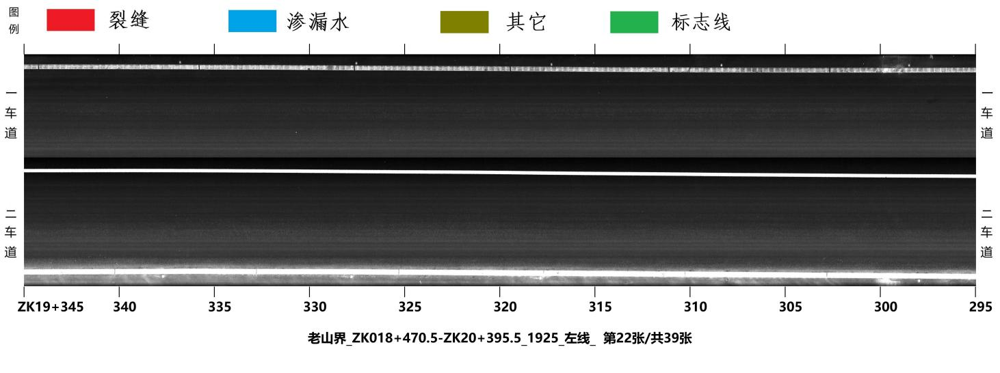 图例 裂缝 渗漏水 其它 标志线
一车道 一车道
二车道 二车道
ZK19+345 340 335 330 325 320 315 310 305 300 295
老山界_ZK018+470.5-ZK20+395.5_1925_左线_ 第22张/共39张